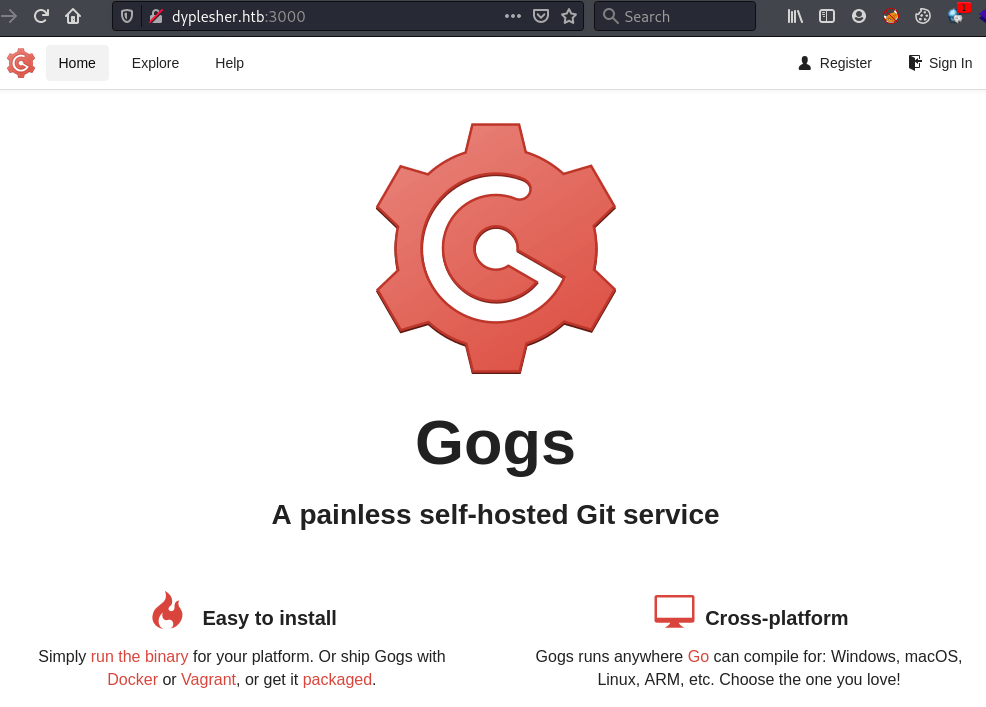 dyplesher.htb:3000
Search
1
Home Explore Help Register Sign In
Gogs
A painless self-hosted Git service
Easy to install
Simply run the binary for your platform. Or ship Gogs with
Docker or Vagrant, or get it packaged.
Cross-platform
Gogs runs anywhere Go can compile for: Windows, macOS,
Linux, ARM, etc. Choose the one you love!